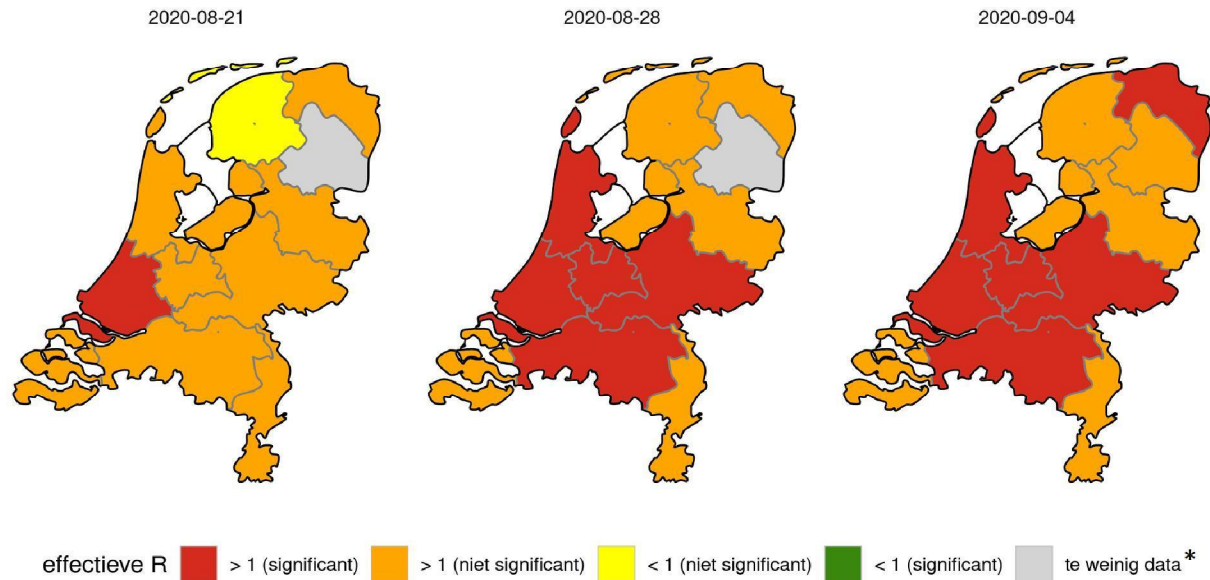 2020-08-21 2020-08-28 2020-09-04
effectieve R > 1 (significant) > 1 (niet significant) < 1 (niet significant) < 1 (significant) te weinig data*